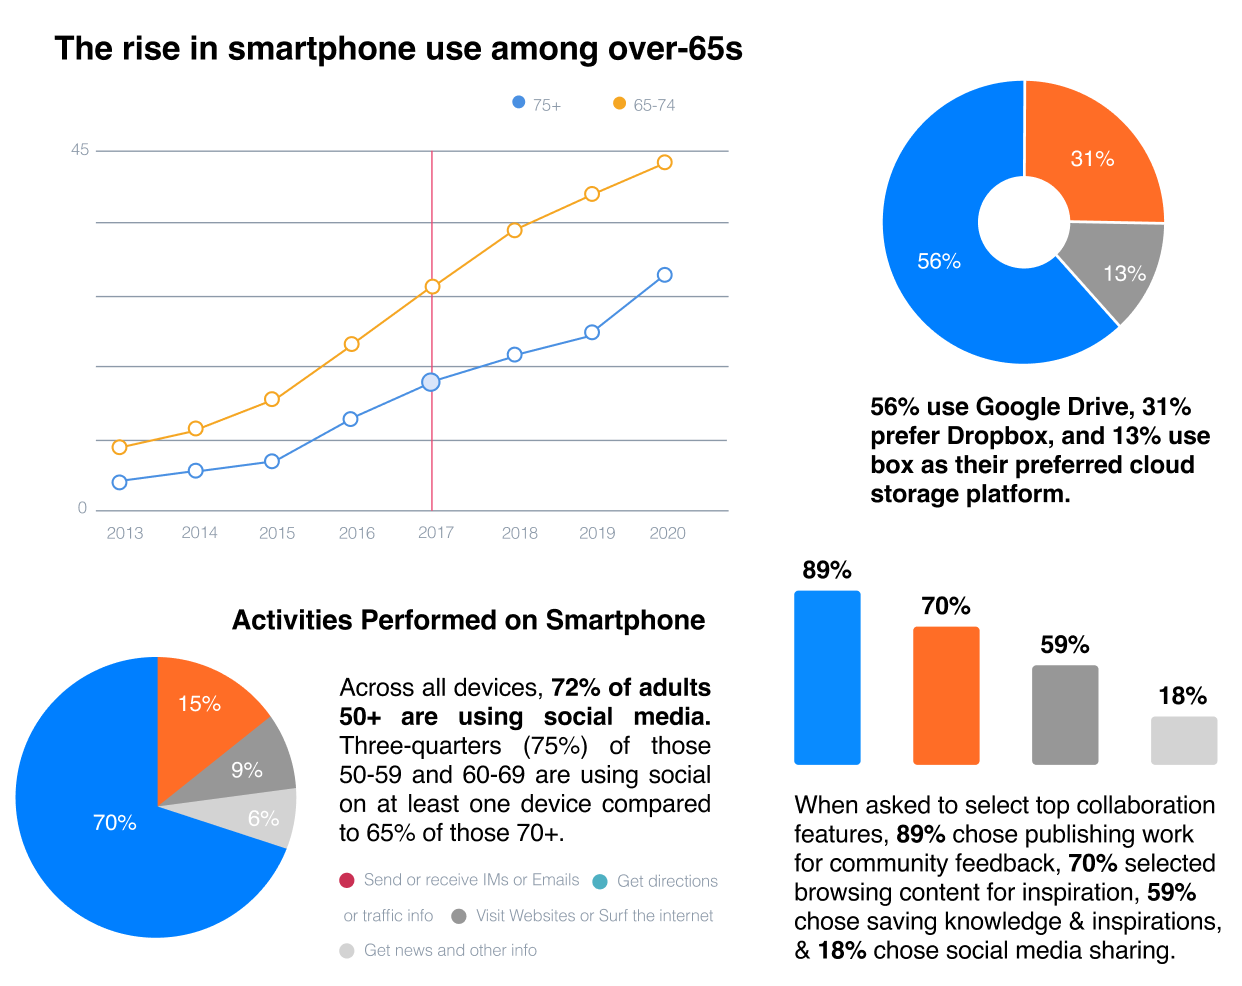 The rise in smartphone use among over-65s
75+
65-74
45
0
2013 2014 2015 2016 2017 2018 2019 2020
31%
56%
13%
56% use Google Drive, 31%
prefer Dropbox, and 13% use
box as their preferred cloud
storage platform.
Activities Performed on Smartphone
15%
9%
6%
70%
Across all devices, 72% of adults
50+ are using social media.
Three-quarters (75%) of those
50-59 and 60-69 are using social
on at least one device compared
to 65% of those 70+.
Send or receive IMs or Emails Get directions
or traffic info Visit Websites or Surf the internet
Get news and other info
89%
70%
59%
18%
When asked to select top collaboration
features, 89% chose publishing work
for community feedback, 70% selected
browsing content for inspiration, 59%
chose saving knowledge & inspirations,
& 18% chose social media sharing.